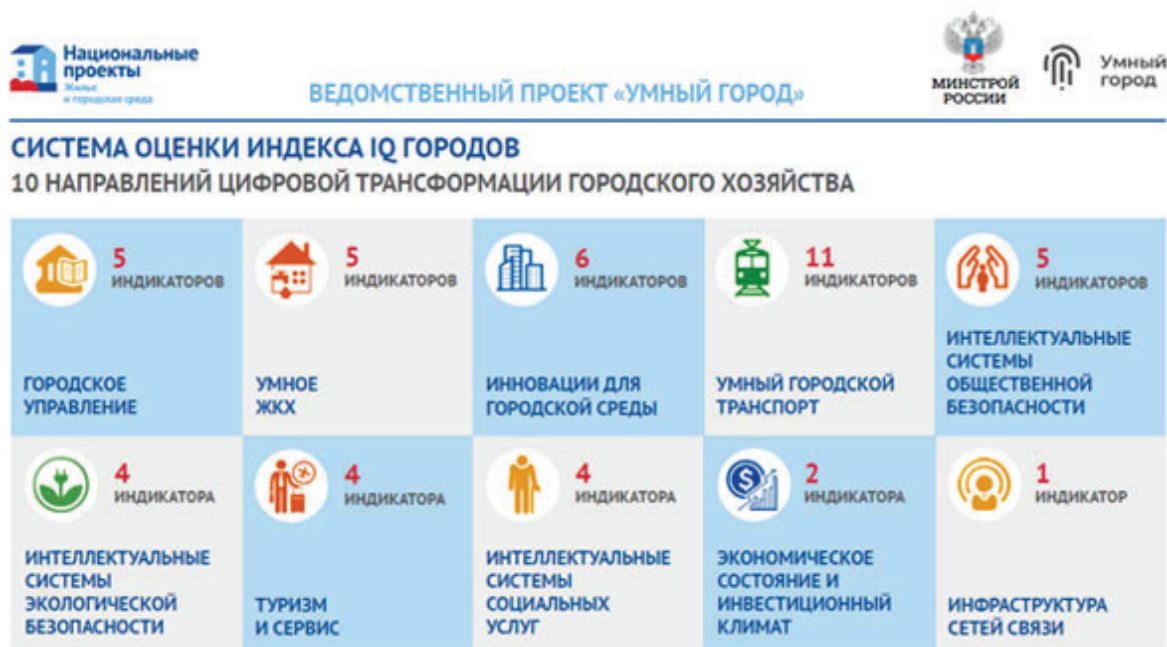 Национальные
проекты
Жилье
и городская среда
ВЕДОМСТВЕННЫЙ ПРОЕКТ «УМНЫЙ ГОРОД»
МИНСТРОЙ
РОССИИ
Умный
город
СИСТЕМА ОЦЕНКИ ИНДЕКСА IQ ГОРОДОВ
10 НАПРАВЛЕНИЙ ЦИФРОВОЙ ТРАНСФОРМАЦИИ ГОРОДСКОГО ХОЗЯЙСТВА
5
ИНДИКАТОРОВ
ГОРОДСКОЕ
УПРАВЛЕНИЕ
5
ИНДИКАТОРОВ
УМНОЕ
ЖКХ
6
ИНДИКАТОРОВ
ИННОВАЦИИ ДЛЯ
ГОРОДСКОЙ СРЕДЫ
11
ИНДИКАТОРОВ
УМНЫЙ ГОРОДСКОЙ
ТРАНСПОРТ
5
ИНДИКАТОРОВ
ИНТЕЛЛЕКТУАЛЬНЫЕ
СИСТЕМЫ
ОБЩЕСТВЕННОЙ
БЕЗОПАСНОСТИ
4
ИНДИКАТОРА
ИНТЕЛЛЕКТУАЛЬНЫЕ
СИСТЕМЫ
ЭКОЛОГИЧЕСКОЙ
БЕЗОПАСНОСТИ
4
ИНДИКАТОРА
ТУРИЗМ
И СЕРВИС
4
ИНДИКАТОРА
ИНТЕЛЛЕКТУАЛЬНЫЕ
СИСТЕМЫ
СОЦИАЛЬНЫХ
УСЛУГ
2
ИНДИКАТОРА
ЭКОНОМИЧЕСКОЕ
СОСТОЯНИЕ И
ИНВЕСТИЦИОННЫЙ
КЛИМАТ
1
ИНДИКАТОР
ИНФРАСТРУКТУРА
СЕТЕЙ СВЯЗИ